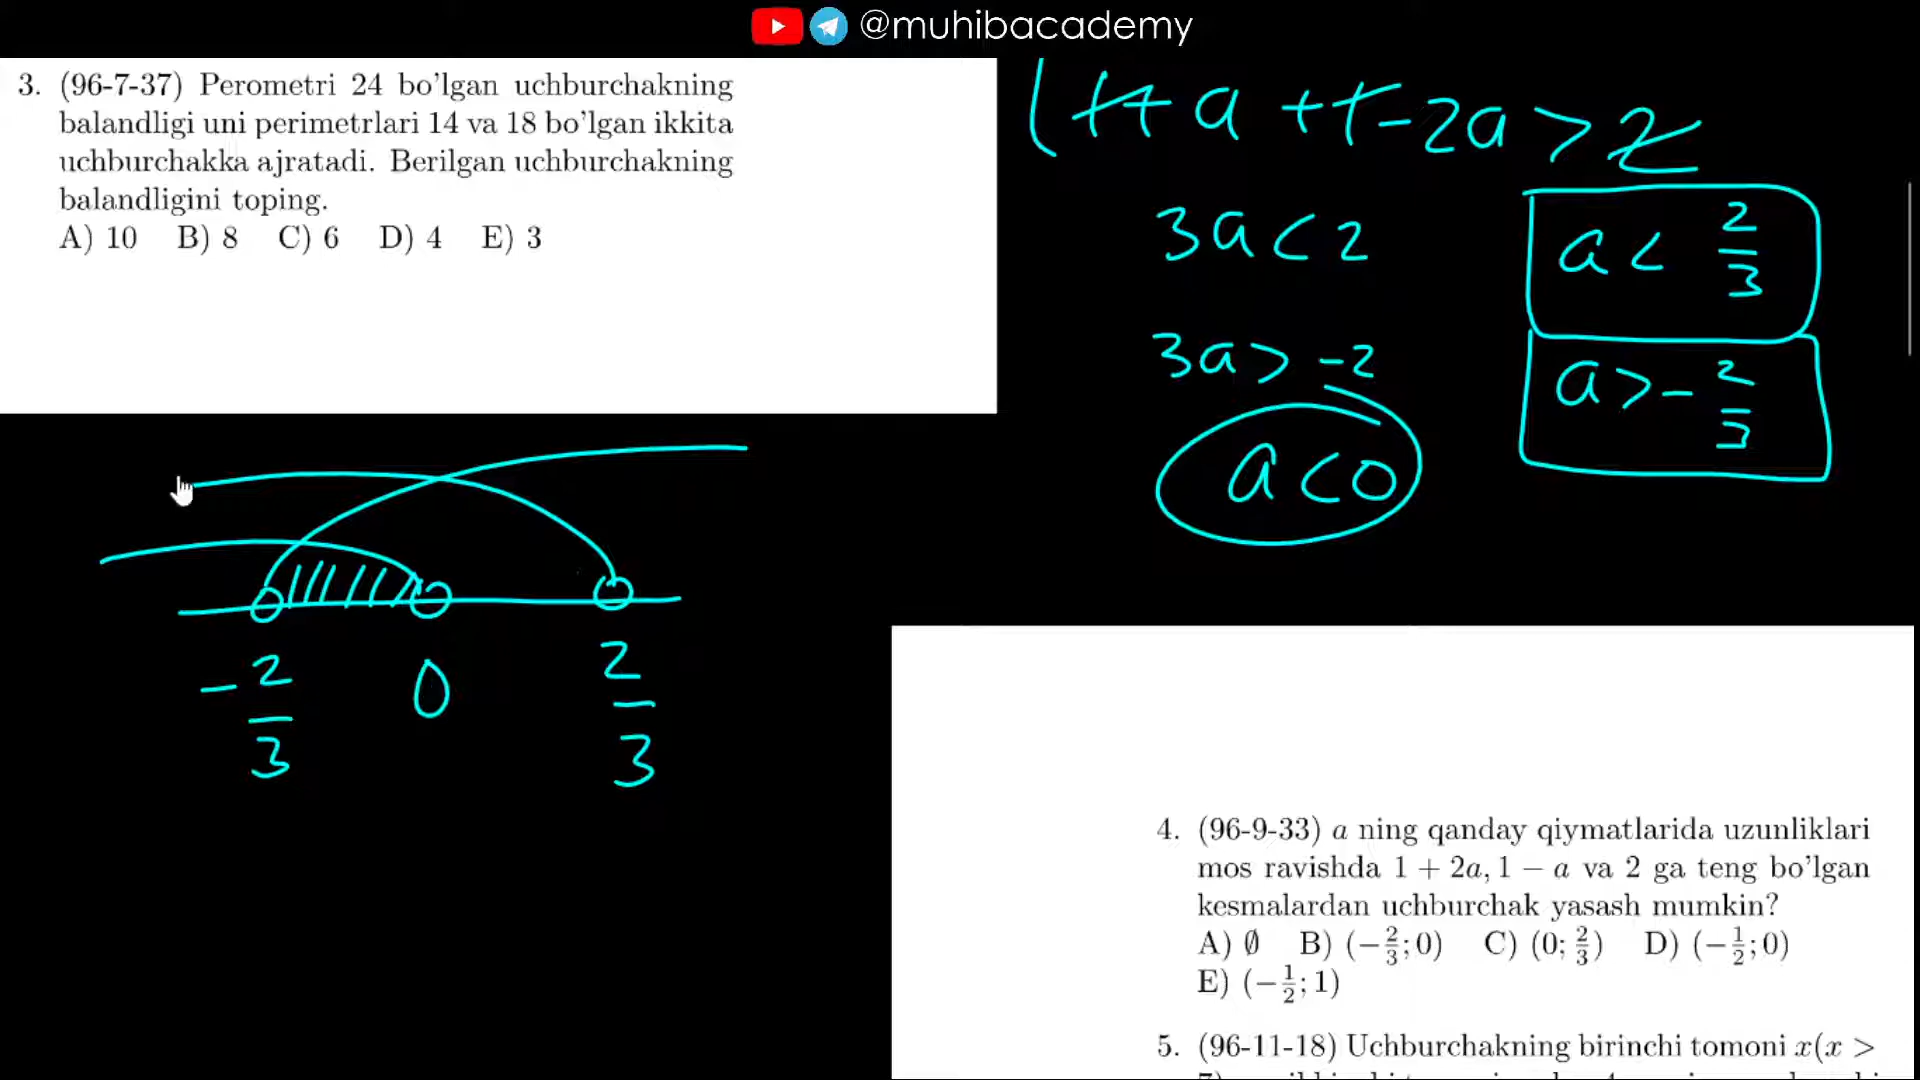 @muhibacademy
3. (96-7-37) Perometri 24 bo'lgan uchburchakning
balandligi uni perimetrlari 14 va 18 bo'lgan ikkita
uchburchakka ajratadi. Berilgan uchburchakning
balandligini toping.
A) 10 B) 8 C) 6 D) 4 E) 3
1 + a + 1 - 2a > 2
3a < 2
a < 2/3
3a > -2
a > -2/3
a < 0
-2/3 0 2/3
4. (96-9-33) a ning qanday qiymatlarida uzunliklari
mos ravishda 1 + 2a, 1 − a va 2 ga teng bo'lgan
kesmalardan uchburchak yasash mumkin?
A) ∅ B) (−2/3; 0) C) (0; 2/3) D) (−1/2; 0)
E) (−1/2; 1)
5. (96-11-18) Uchburchakning birinchi tomoni x(x >